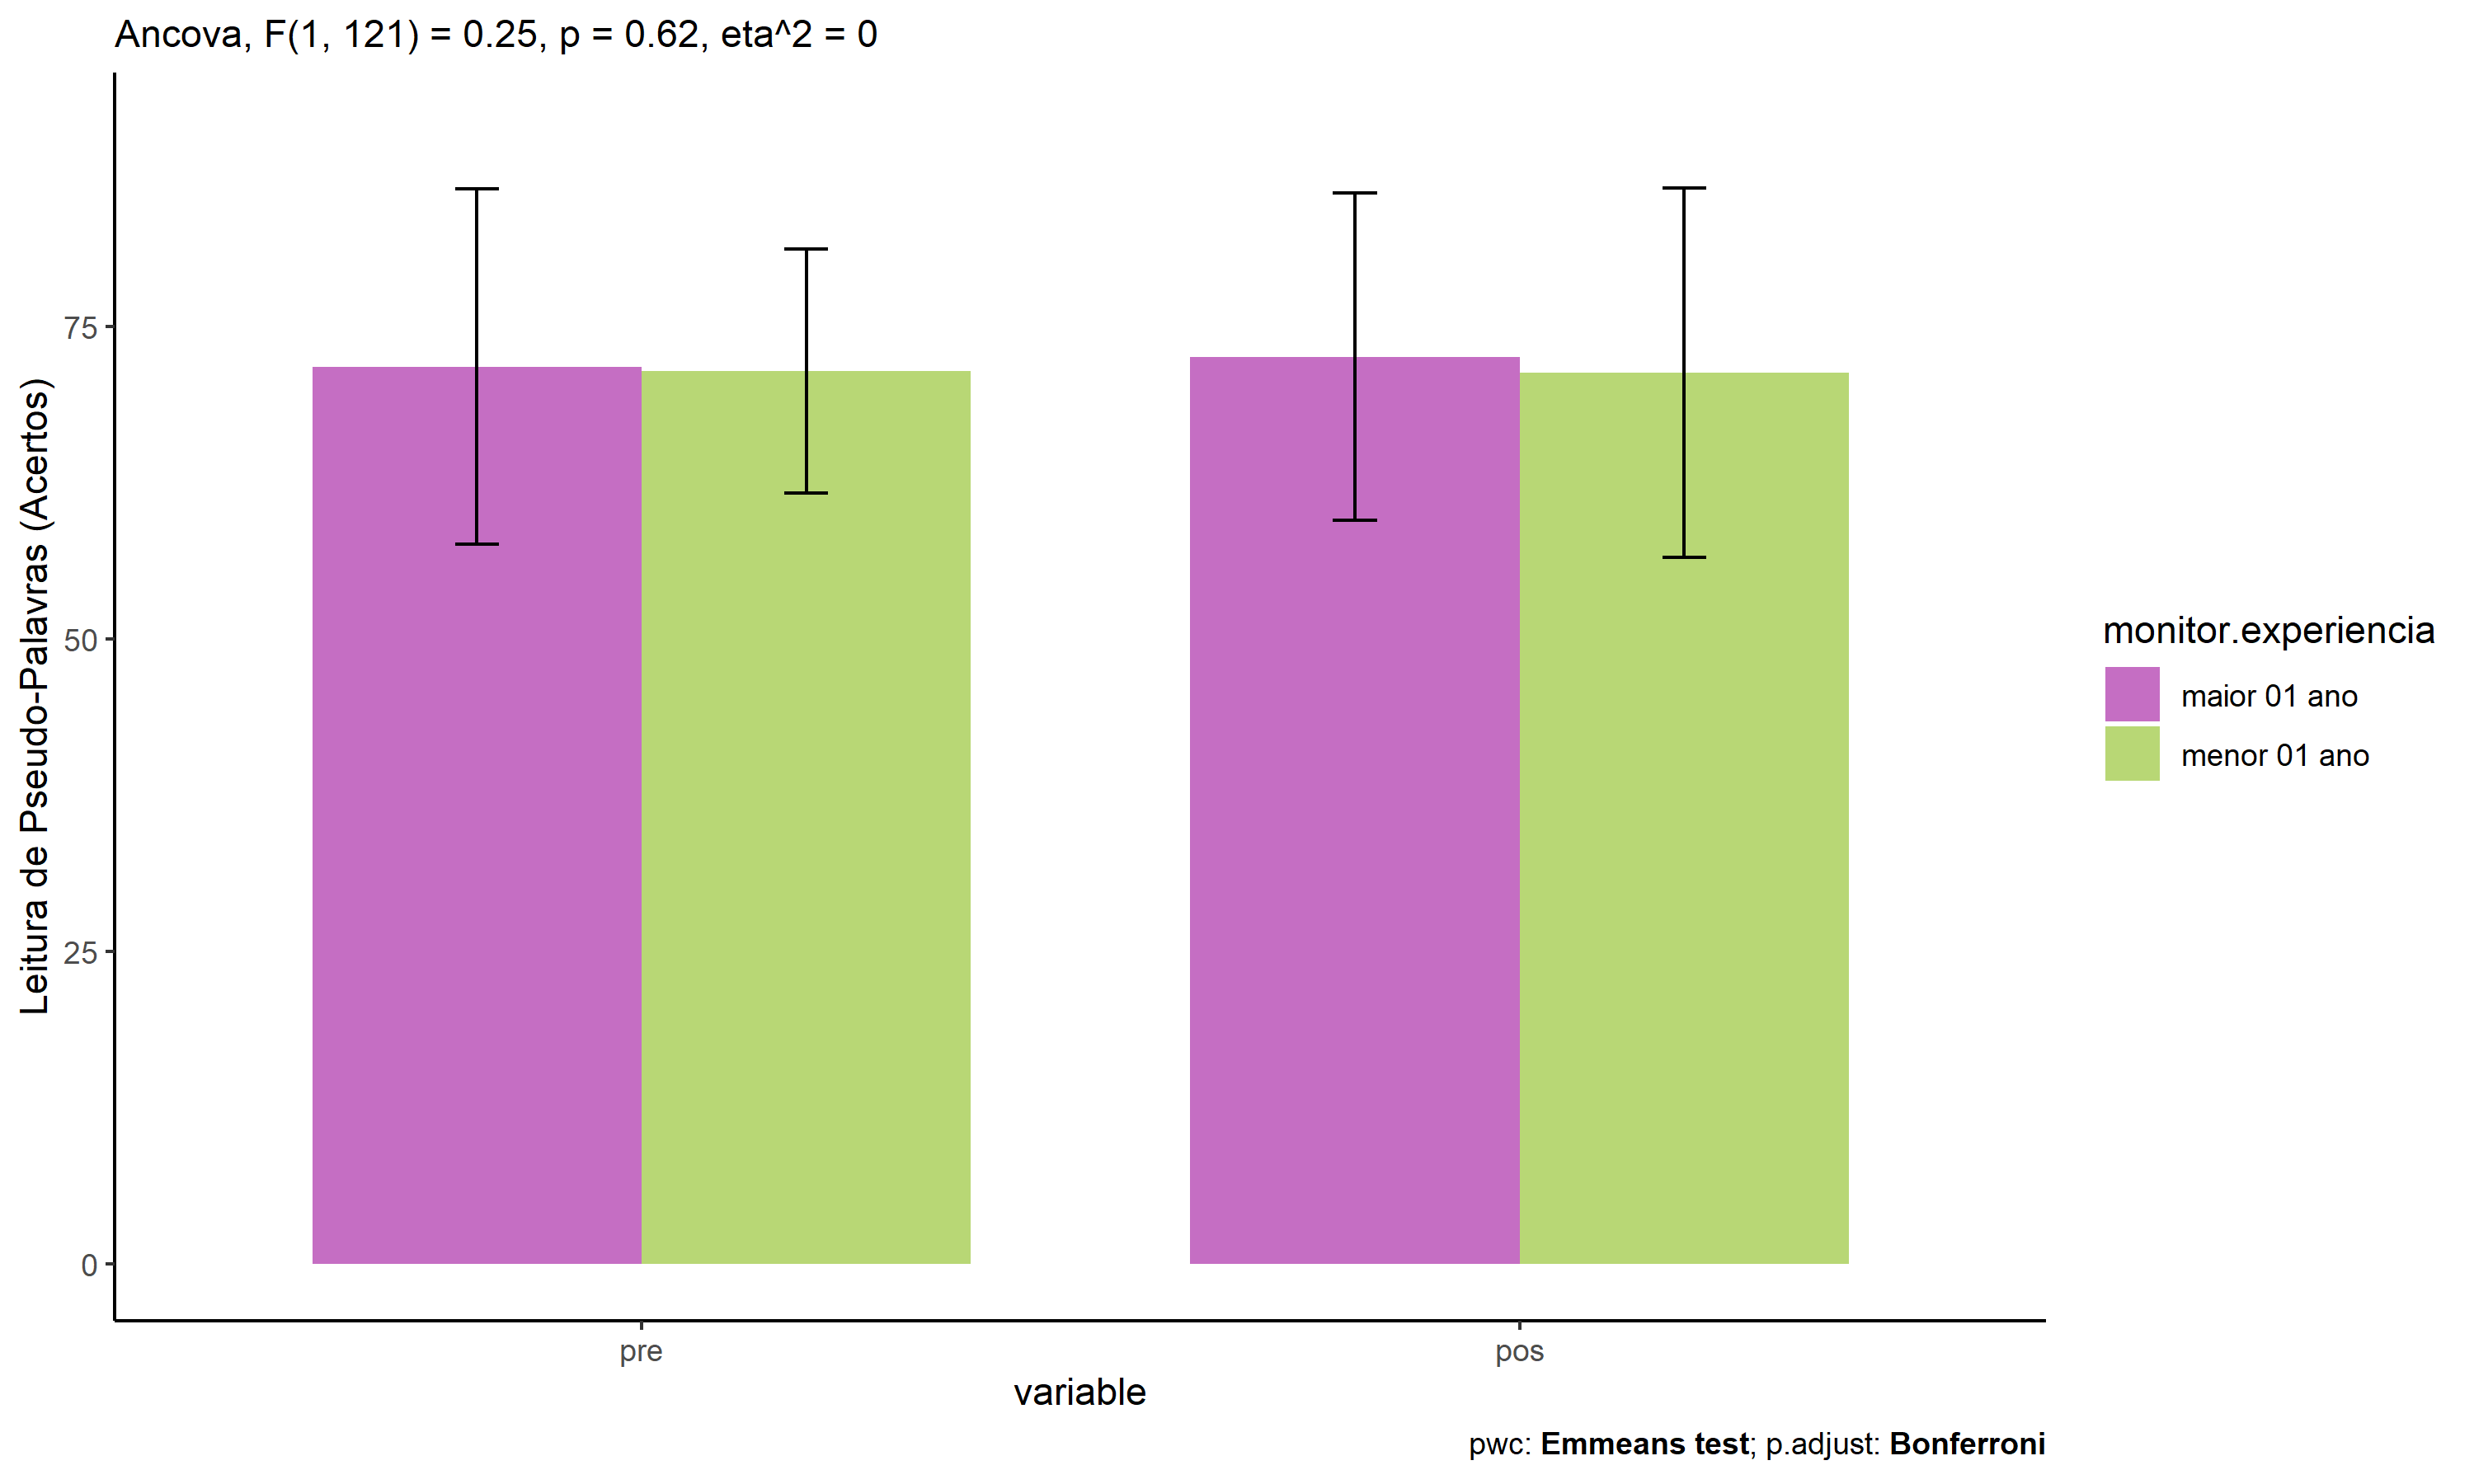 Ancova, F(1, 121) = 0.25, p = 0.62, eta^2 = 0
Leitura de Pseudo-Palavras (Acertos)
75
50
25
0
pre
pos
variable
monitor.experiencia
maior 01 ano
menor 01 ano
pwc: Emmeans test; p.adjust: Bonferroni